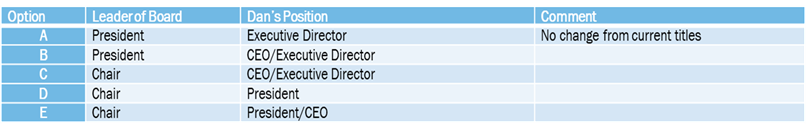 Option Leader of Board Dan's Position Comment
A President Executive Director No change from current titles
B President CEO/Executive Director
C Chair CEO/Executive Director
D Chair President
E Chair President/CEO